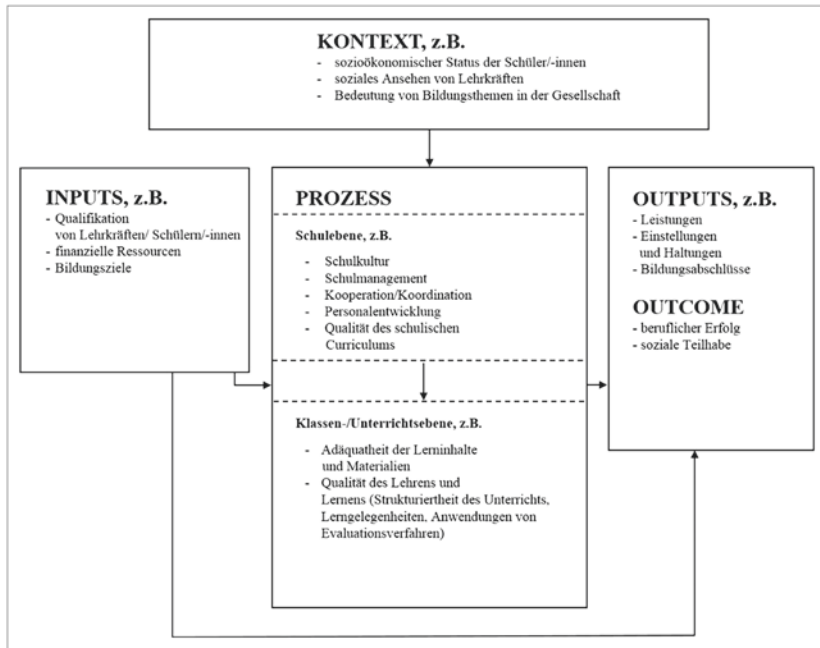 KONTEXT, z.B.
- sozioökonomischer Status der Schüler/-innen
- soziales Ansehen von Lehrkräften
- Bedeutung von Bildungsthemen in der Gesellschaft
INPUTS, z.B.
- Qualifikation
von Lehrkräften/ Schülern/-innen
- finanzielle Ressourcen
- Bildungsziele
PROZESS
Schulebene, z.B.
- Schulkultur
- Schulmanagement
- Kooperation/Koordination
- Personalentwicklung
- Qualität des schulischen
Curriculums
Klassen-/Unterrichtsebene, z.B.
- Adäquatheit der Lerninhalte
und Materialien
- Qualität des Lehrens und
Lernens (Strukturiertheit des Unterrichts,
Lerngelegenheiten, Anwendungen von
Evaluationsverfahren)
OUTPUTS, z.B.
- Leistungen
- Einstellungen
und Haltungen
- Bildungsabschlüsse
OUTCOME
- beruflicher Erfolg
- soziale Teilhabe